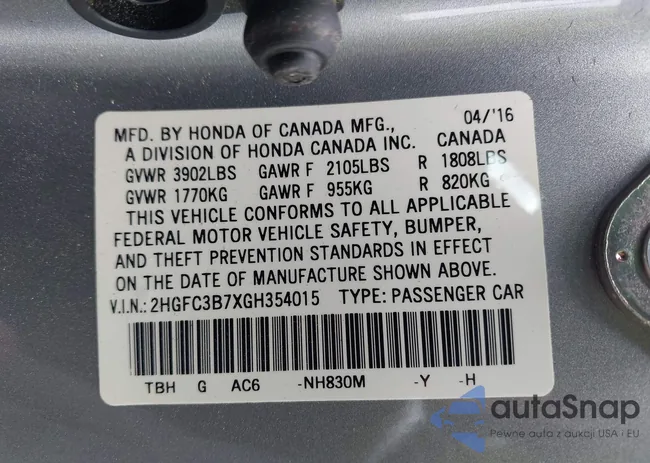 04/'16
MFD. BY HONDA OF CANADA MFG.,
A DIVISION OF HONDA CANADA INC. CANADA
GVWR 3902LBS GAWR F 2105LBS R 1808LBS
GVWR 1770KG GAWR F 955KG R 820KG
THIS VEHICLE CONFORMS TO ALL APPLICABLE
FEDERAL MOTOR VEHICLE SAFETY, BUMPER,
AND THEFT PREVENTION STANDARDS IN EFFECT
ON THE DATE OF MANUFACTURE SHOWN ABOVE.
V.I.N.: 2HGFC3B7XGH354015 TYPE: PASSENGER CAR
TBH G AC6 -NH830M -Y -H
autaSnap
Pewne auta z aukcji USA i EU